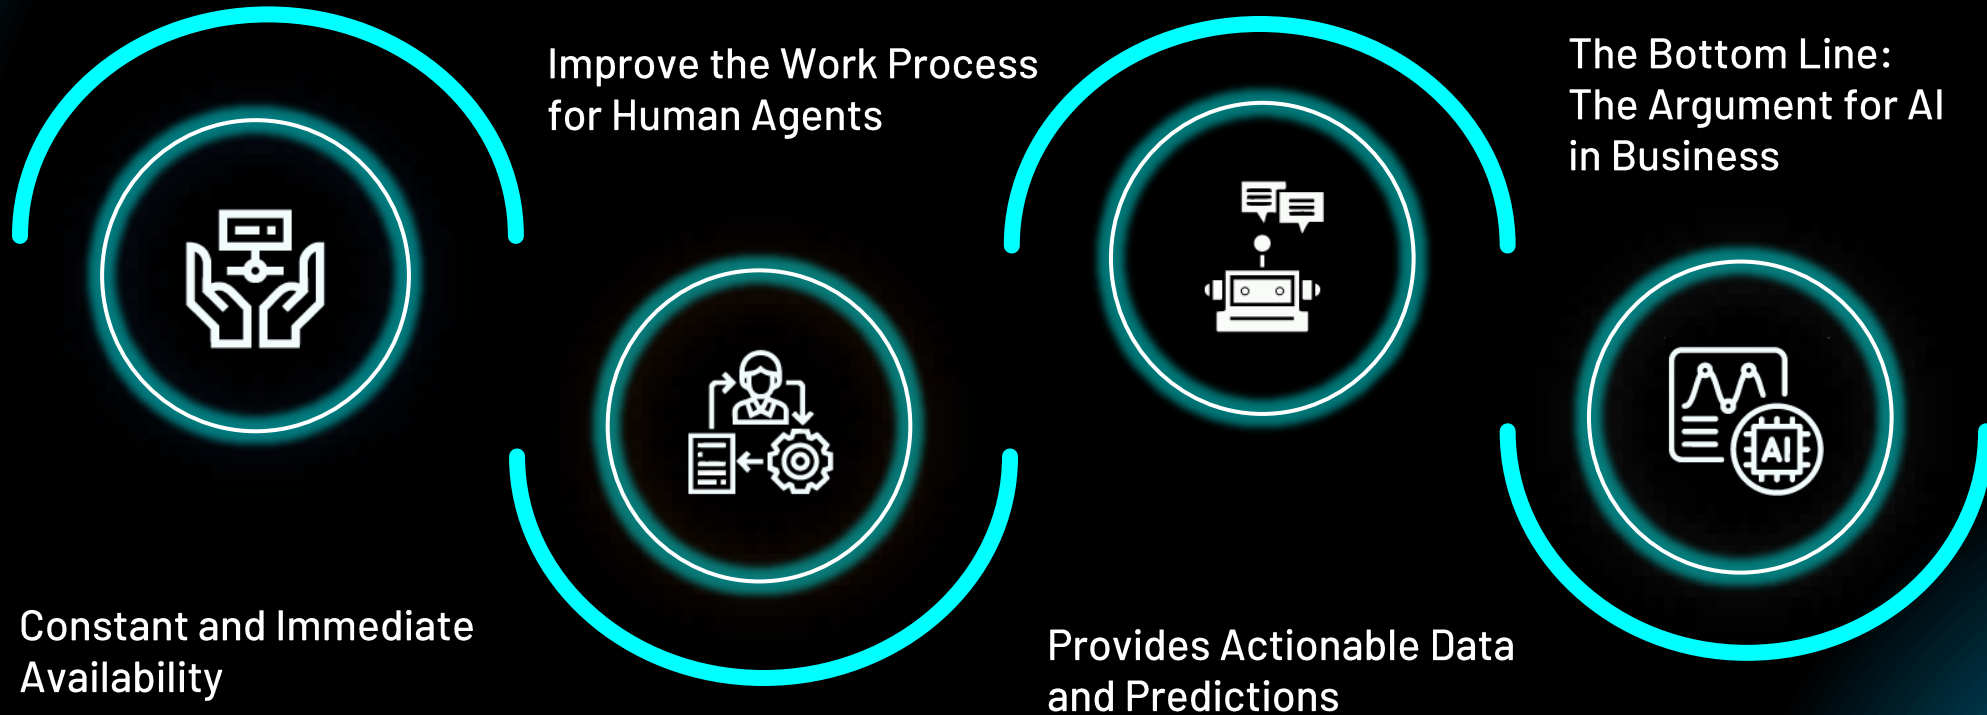 Constant and Immediate
Availability
Improve the Work Process
for Human Agents
Provides Actionable Data
and Predictions
The Bottom Line:
The Argument for AI
in Business
AI